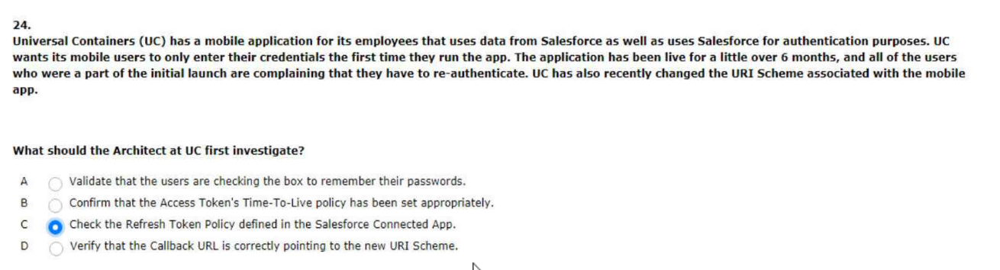 24.
Universal Containers (UC) has a mobile application for its employees that uses data from Salesforce as well as uses Salesforce for authentication purposes. UC
wants its mobile users to only enter their credentials the first time they run the app. The application has been live for a little over 6 months, and all of the users
who were a part of the initial launch are complaining that they have to re-authenticate. UC has also recently changed the URI Scheme associated with the mobile
app.
What should the Architect at UC first investigate?
A Validate that the users are checking the box to remember their passwords.
B Confirm that the Access Token's Time-To-Live policy has been set appropriately.
C Check the Refresh Token Policy defined in the Salesforce Connected App.
D Verify that the Callback URL is correctly pointing to the new URI Scheme.